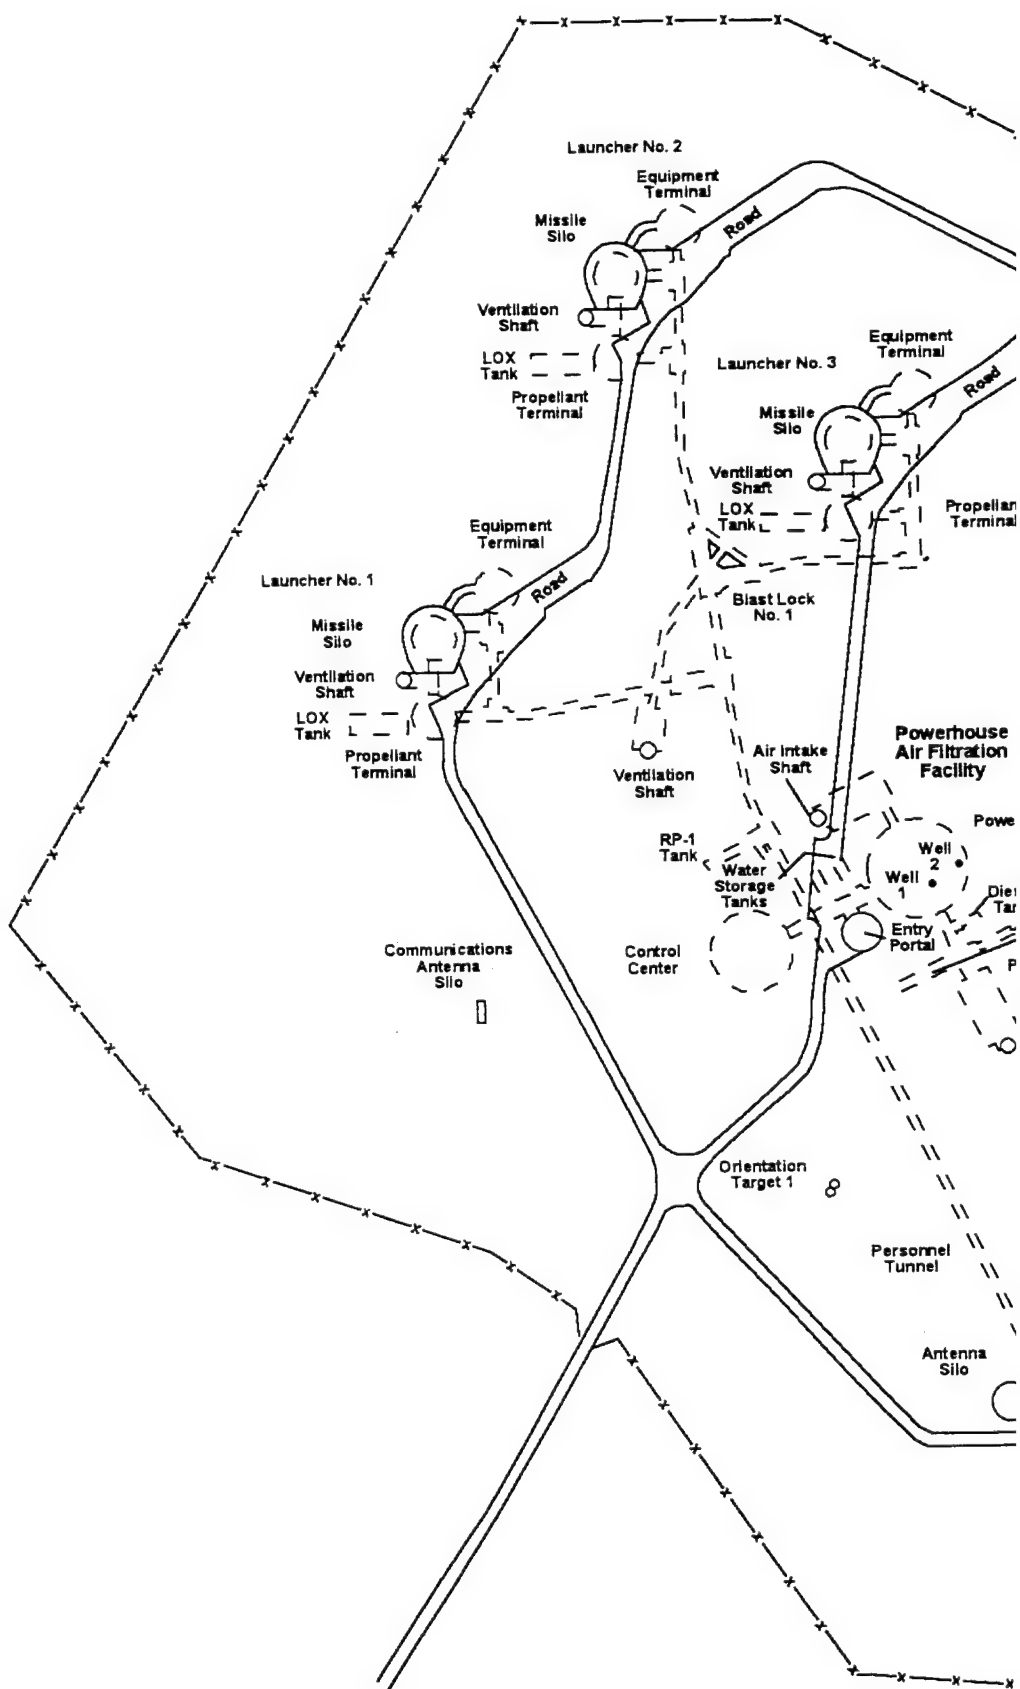 Launcher No. 2
Equipment
Terminal
Missile
Silo
Road
Ventilation
Shaft
LOX
Tank
Propellant
Terminal
Launcher No. 3
Equipment
Terminal
Road
Missile
Silo
Ventilation
Shaft
LOX
Tank
Propellan
Terminal
Equipment
Terminal
Launcher No. 1
Road
Missile
Silo
Ventilation
Shaft
LOX
Tank
Propellant
Terminal
Blast Lock
No. 1
Ventilation
Shaft
Air Intake
Shaft
Powerhouse
Air Filtration
Facility
Powe
RP-1
Tank
Water
Storage
Tanks
Well
2
Well
1
Dies
Tan
Entry
Portal
Control
Center
P
Communications
Antenna
Silo
Orientation
Target 1
Personnel
Tunnel
Antenna
Silo